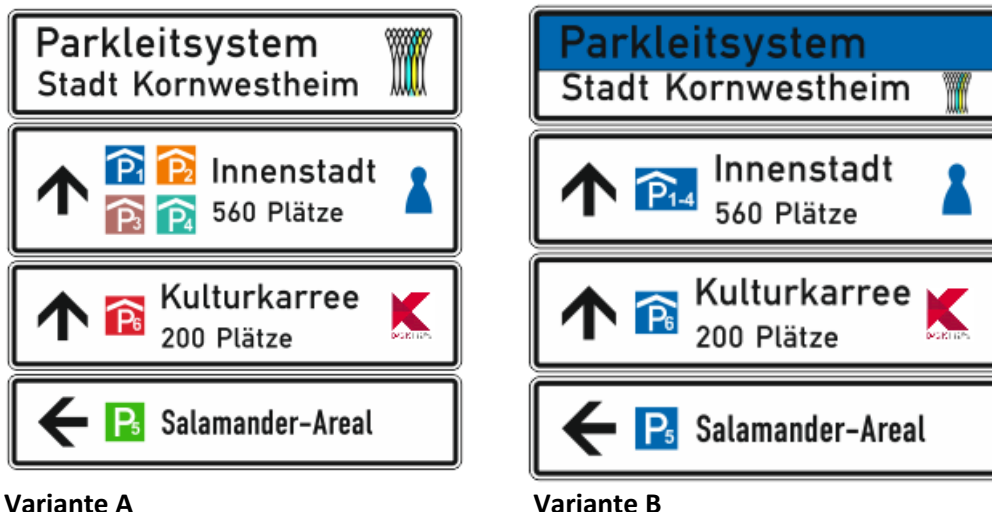 Parkleitsystem
Stadt Kornwestheim
P1 P2 Innenstadt
P3 P4 560 Plätze
P6 Kulturkarree
200 Plätze
P5 Salamander-Areal
Variante A
Parkleitsystem
Stadt Kornwestheim
P1-4 Innenstadt
560 Plätze
P6 Kulturkarree
200 Plätze
P5 Salamander-Areal
Variante B